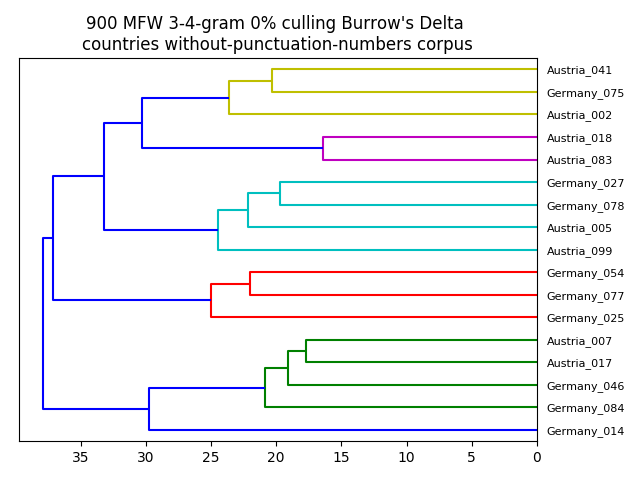 900 MFW 3-4-gram 0% culling Burrow's Delta
countries without-punctuation-numbers corpus
Austria_041
Germany_075
Austria_002
Austria_018
Austria_083
Germany_027
Germany_078
Austria_005
Austria_099
Germany_054
Germany_077
Germany_025
Austria_007
Austria_017
Germany_046
Germany_084
Germany_014
35 30 25 20 15 10 5 0